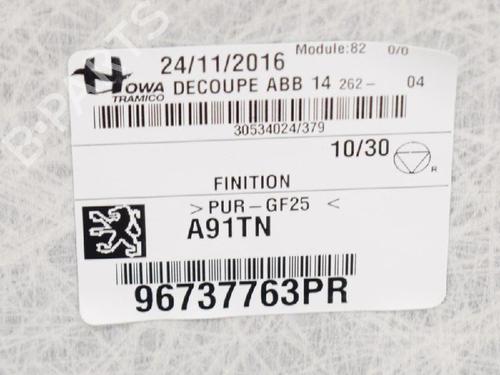 Module:82 0/0
24/11/2016
HOWA TRAMICO
DECOUPE ABB 14 262- 04
30534024/379
10/30
R
FINITION
>PUR-GF25 <
A91TN
96737763PR
B-PARTS